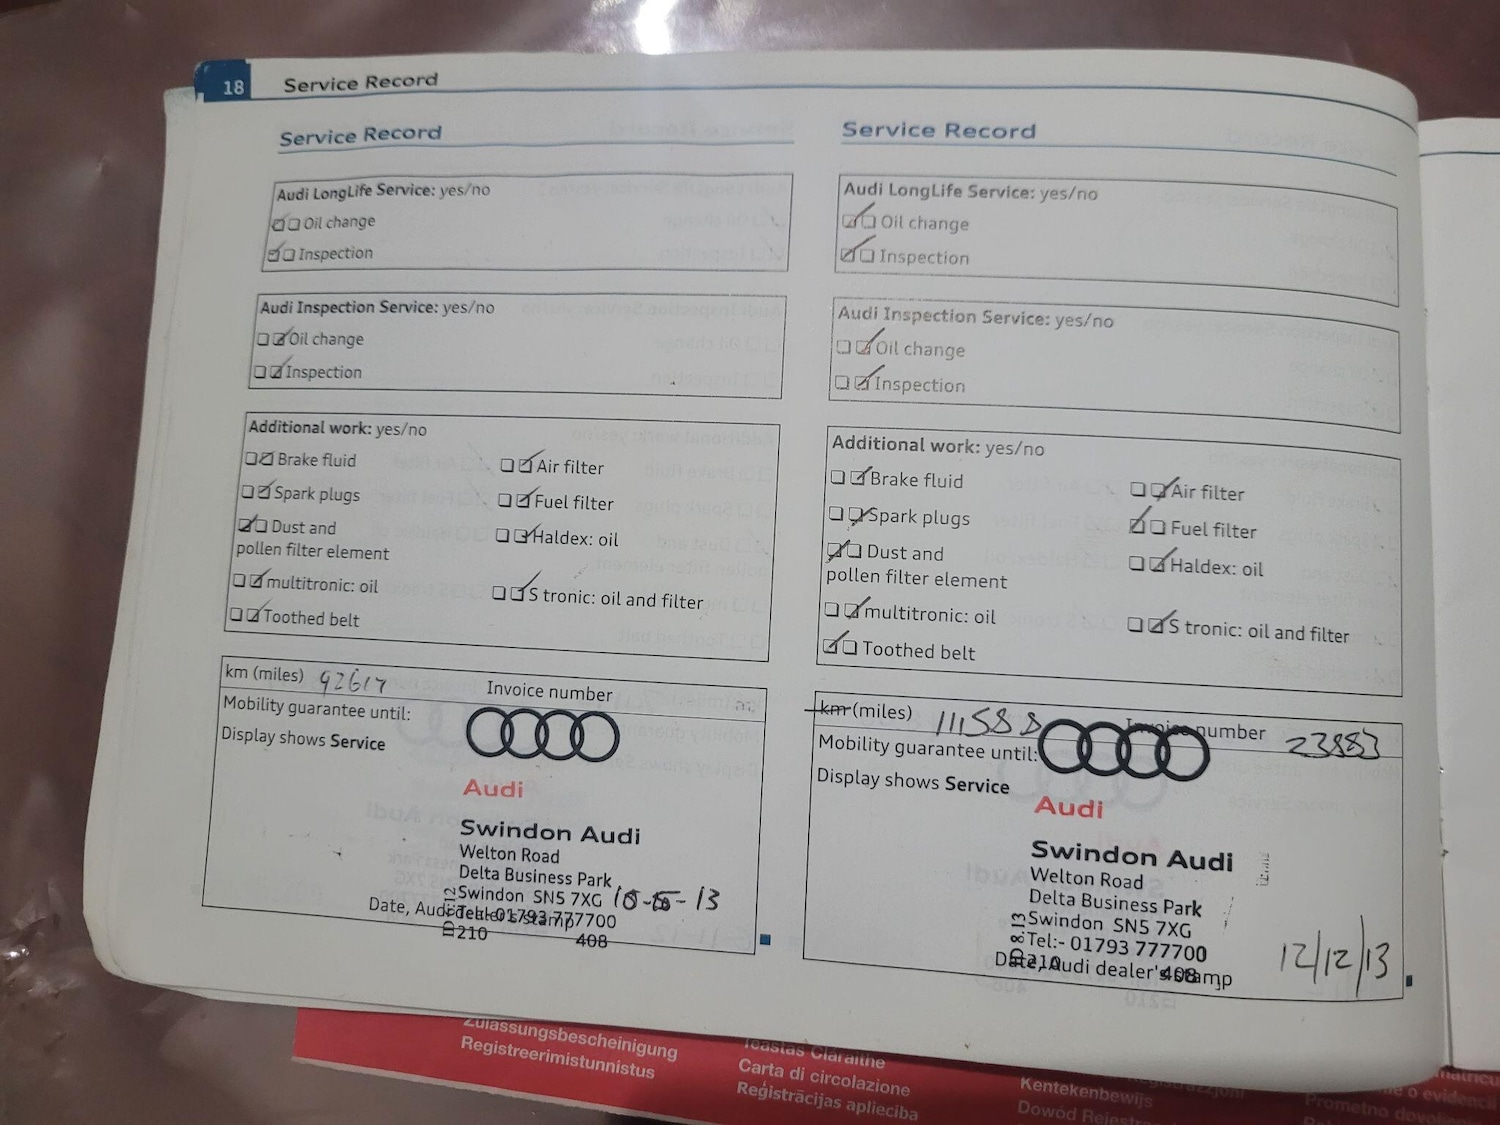 18 Service Record
Service Record
Audi LongLife Service: yes/no
☑ ☐ Oil change
☑ ☐ Inspection
Audi Inspection Service: yes/no
☐ ☑ Oil change
☐ ☑ Inspection
Additional work: yes/no
☐ ☑ Brake fluid
☐ ☑ Air filter
☐ ☑ Spark plugs
☐ ☑ Fuel filter
☑ ☐ Dust and
pollen filter element
☐ ☑ Haldex: oil
☐ ☑ multitronic: oil
☐ ☑ S tronic: oil and filter
☐ ☑ Toothed belt
km (miles) 92617
Invoice number
Mobility guarantee until:
Display shows Service
Audi
Swindon Audi
Welton Road
Delta Business Park
Swindon SN5 7XG
Tel:- 01793 777700
Date, Audi dealer's stamp
210 408
Service Record
Audi LongLife Service: yes/no
☑ ☐ Oil change
☑ ☐ Inspection
Audi Inspection Service: yes/no
☐ ☑ Oil change
☐ ☑ Inspection
Additional work: yes/no
☐ ☑ Brake fluid
☐ ☑ Air filter
☐ ☑ Spark plugs
☑ ☐ Fuel filter
☑ ☐ Dust and
pollen filter element
☐ ☑ Haldex: oil
☐ ☑ multitronic: oil
☐ ☑ S tronic: oil and filter
☑ ☐ Toothed belt
km (miles) 111588
Invoice number 23883
Mobility guarantee until:
Display shows Service
Audi
Swindon Audi
Welton Road
Delta Business Park
Swindon SN5 7XG
Tel:- 01793 777700
Date, Audi dealer's stamp
210 408
12/12/13
Zulassungsbescheinigung
Registreerimistunnistus
Teastas Cláraithe
Carta di circolazione
Reģistrācijas apliecība
Kentekenbewijs
Dowód
Prometno